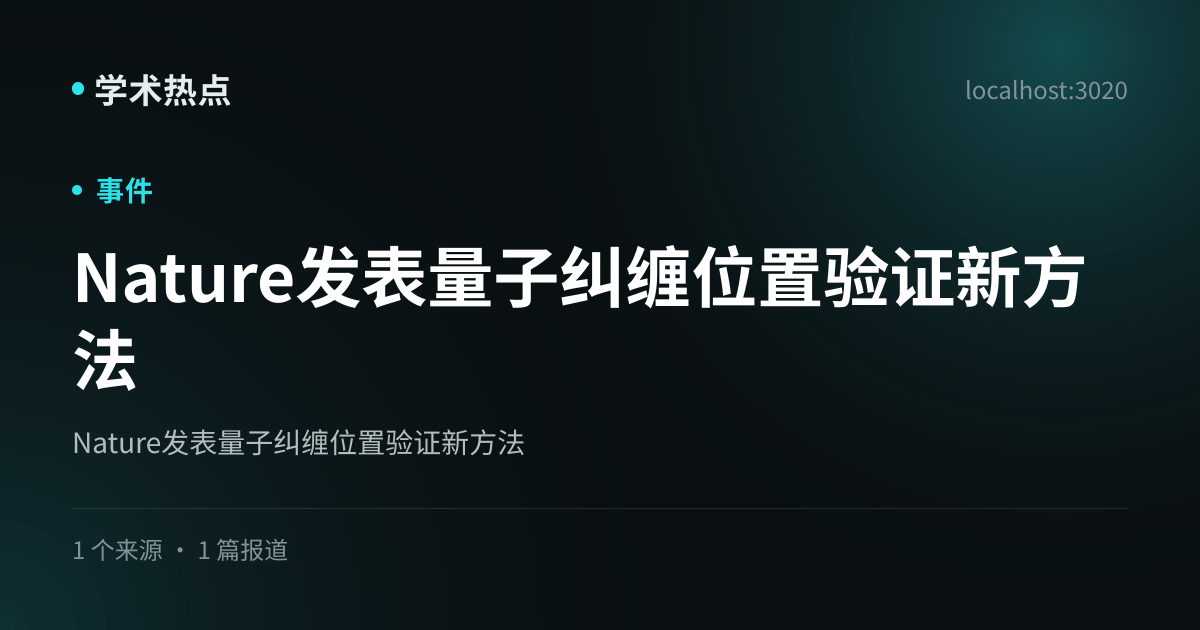 学术热点
localhost:3020
事件
Nature发表量子纠缠位置验证新方
法
Nature发表量子纠缠位置验证新方法
1 个来源 · 1 篇报道